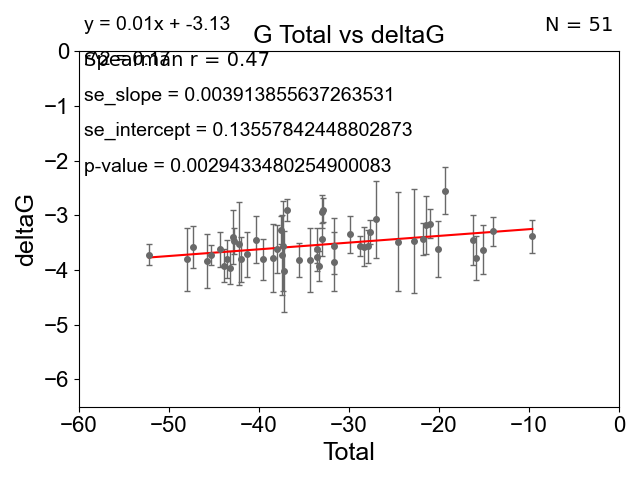 y = 0.01x + -3.13
N = 51
G Total vs deltaG
Spearman r = 0.47
se_slope = 0.003913855637263531
se_intercept = 0.13557842448802873
p-value = 0.0029433480254900083
deltaG
0
−1
−2
−3
−4
−5
−6
−60
−50
−40
−30
−20
−10
0
Total